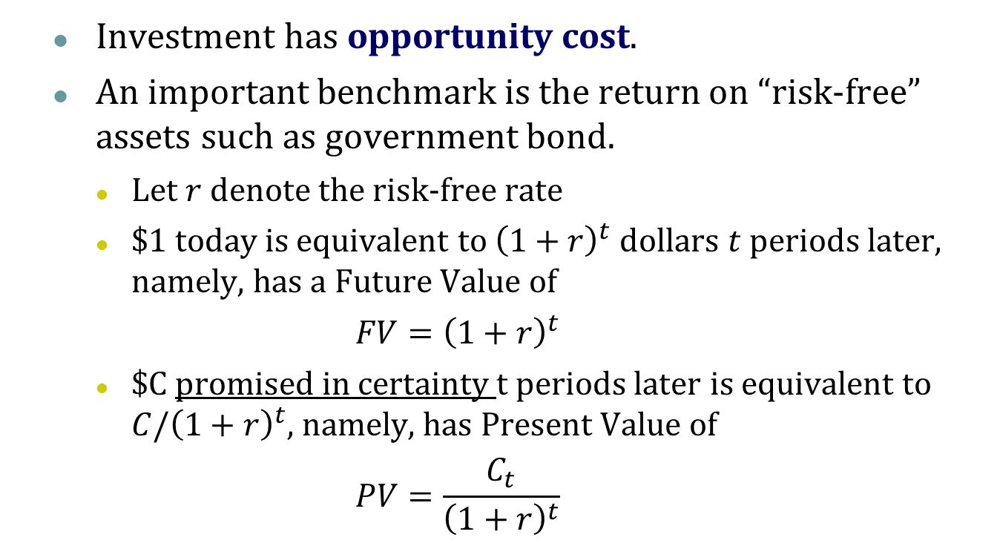 • Investment has opportunity cost.
• An important benchmark is the return on “risk-free”
assets such as government bond.
• Let r denote the risk-free rate
• $1 today is equivalent to (1 + r)^t dollars t periods later,
namely, has a Future Value of
FV = (1 + r)^t
• $C promised in certainty t periods later is equivalent to
C/(1 + r)^t, namely, has Present Value of
PV = C_t / (1 + r)^t